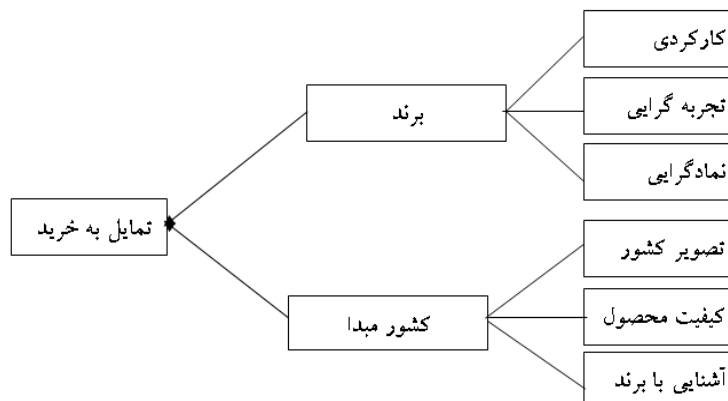 کارکردی
برند
تجربه گرایی
نمادگرایی
تمایل به خرید
تصویر کشور
کشور مبدا
کیفیت محصول
آشنایی با برند